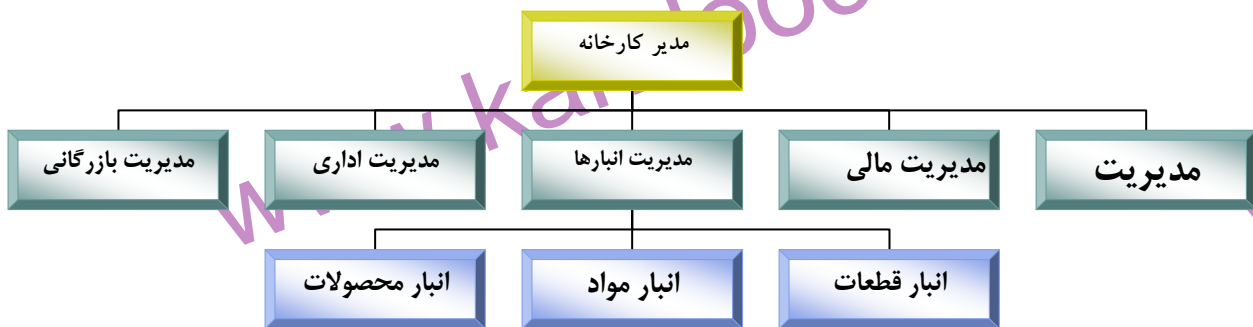 مدیر کارخانه
مدیریت
مدیریت مالی
مدیریت انبارها
مدیریت اداری
مدیریت بازرگانی
انبار قطعات
انبار مواد
انبار محصولات